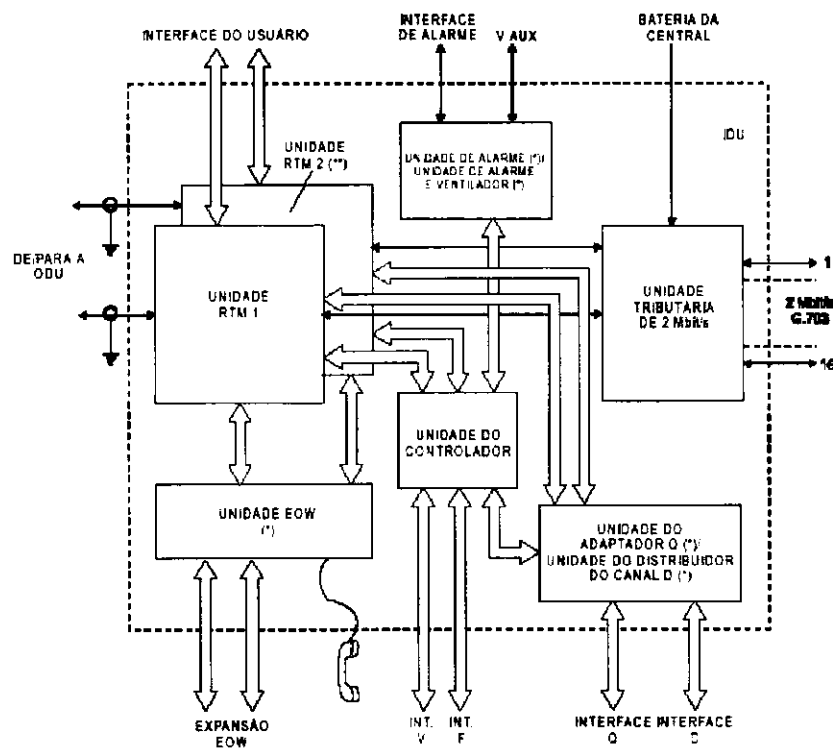 INTERFACE DO USUÁRIO
INTERFACE
DE ALARME
V AUX
BATERIA DA
CENTRAL
IDU
UNIDADE
RTM 2 (**)
UNIDADE DE ALARME (*)/
UNIDADE DE ALARME
E VENTILADOR (*)
DE/PARA A
ODU
UNIDADE
RTM 1
UNIDADE
TRIBUTÁRIA
DE 2 Mbit/s
1
2 Mbit/s
G.703
16
UNIDADE DO
CONTROLADOR
UNIDADE EOW
(*)
UNIDADE DO
ADAPTADOR Q (*)/
UNIDADE DO DISTRIBUIDOR
DO CANAL D (*)
EXPANSÃO
EOW
INT.
V
INT.
F
INTERFACE
Q
INTERFACE
D